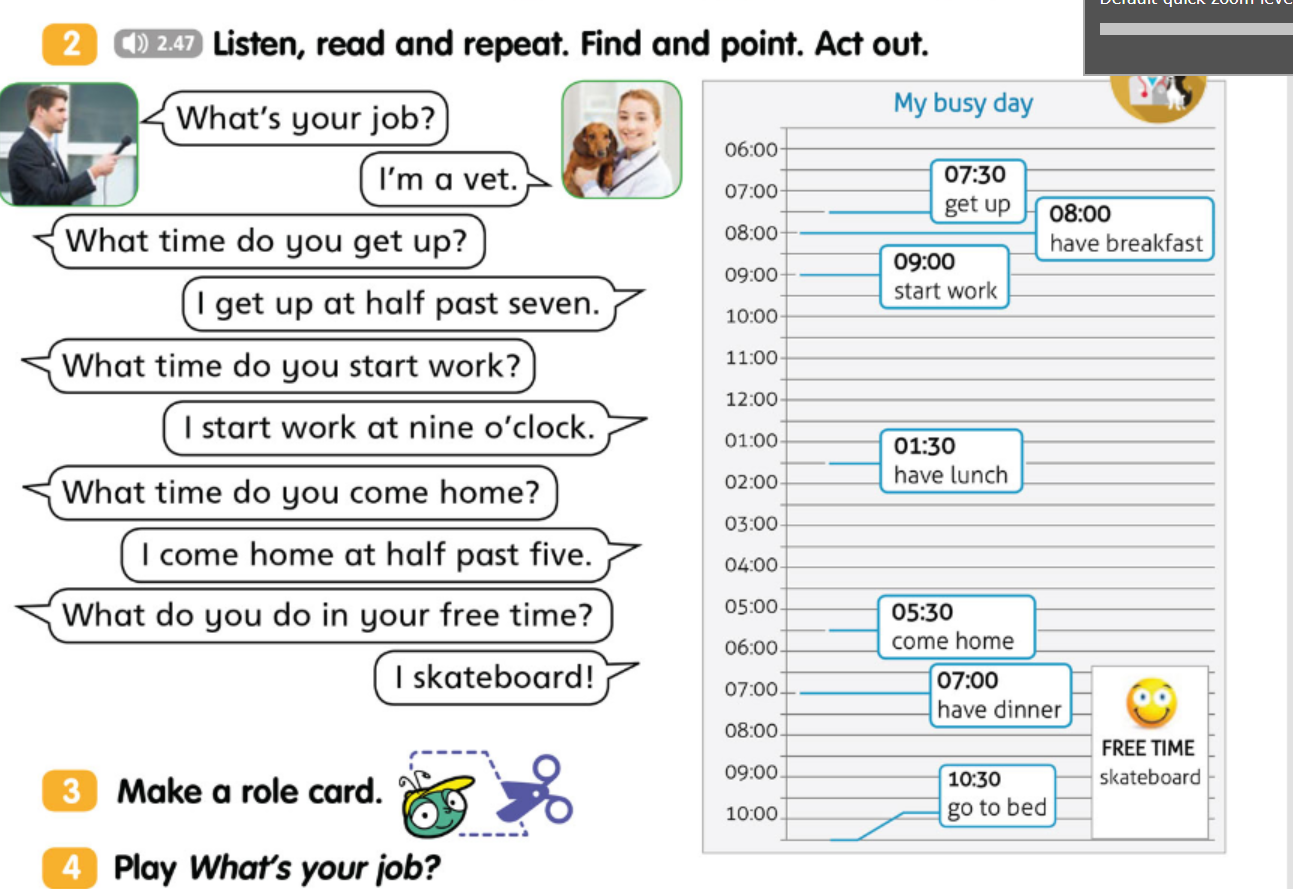 Default quick zoom leve
2 2.47 Listen, read and repeat. Find and point. Act out.
What's your job?
I'm a vet.
What time do you get up?
I get up at half past seven.
What time do you start work?
I start work at nine o'clock.
What time do you come home?
I come home at half past five.
What do you do in your free time?
I skateboard!
3 Make a role card.
4 Play What's your job?
My busy day
06:00
07:00
07:30
get up
08:00
08:00
have breakfast
09:00
09:00
start work
10:00
11:00
12:00
01:00
01:30
have lunch
02:00
03:00
04:00
05:00
05:30
come home
06:00
07:00
07:00
have dinner
08:00
09:00
10:00
10:30
go to bed
FREE TIME
skateboard